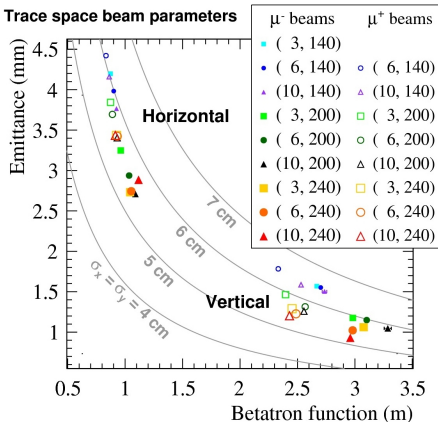 Trace space beam parameters
μ⁻ beams μ⁺ beams
( 3, 140)
( 6, 140) ( 6, 140)
(10, 140) (10, 140)
( 3, 200) ( 3, 200)
( 6, 200) ( 6, 200)
(10, 200) (10, 200)
( 3, 240) ( 3, 240)
( 6, 240) ( 6, 240)
(10, 240) (10, 240)
Emittance (mm)
4.5
4.0
3.5
3.0
2.5
2.0
1.5
1.0
Horizontal
Vertical
7 cm
6 cm
5 cm
σx = σy = 4 cm
0.5 1 2 2.5 3 3.5
Betatron function (m)